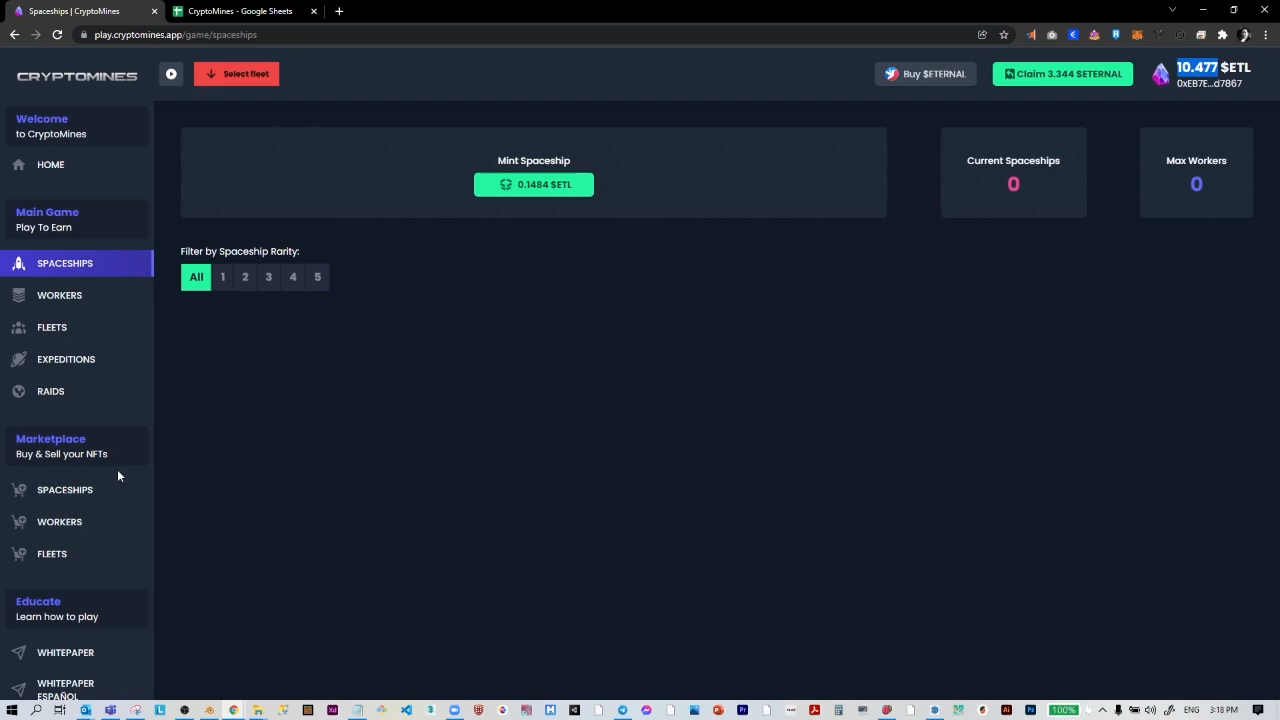 Spaceships | CryptoMines
CryptoMines - Google Sheets
play.cryptomines.app/game/spaceships
CRYPTOMINES
Select fleet
Buy $ETERNAL
Claim 3.344 $ETERNAL
10.477 $ETL
0xEB7E...d7867
Welcome
to CryptoMines
HOME
Main Game
Play To Earn
SPACESHIPS
WORKERS
FLEETS
EXPEDITIONS
RAIDS
Marketplace
Buy & Sell your NFTs
SPACESHIPS
WORKERS
FLEETS
Educate
Learn how to play
WHITEPAPER
WHITEPAPER
ESPAÑOL
Mint Spaceship
0.1484 $ETL
Current Spaceships
0
Max Workers
0
Filter by Spaceship Rarity:
All 1 2 3 4 5
100%
ENG
3:18 PM